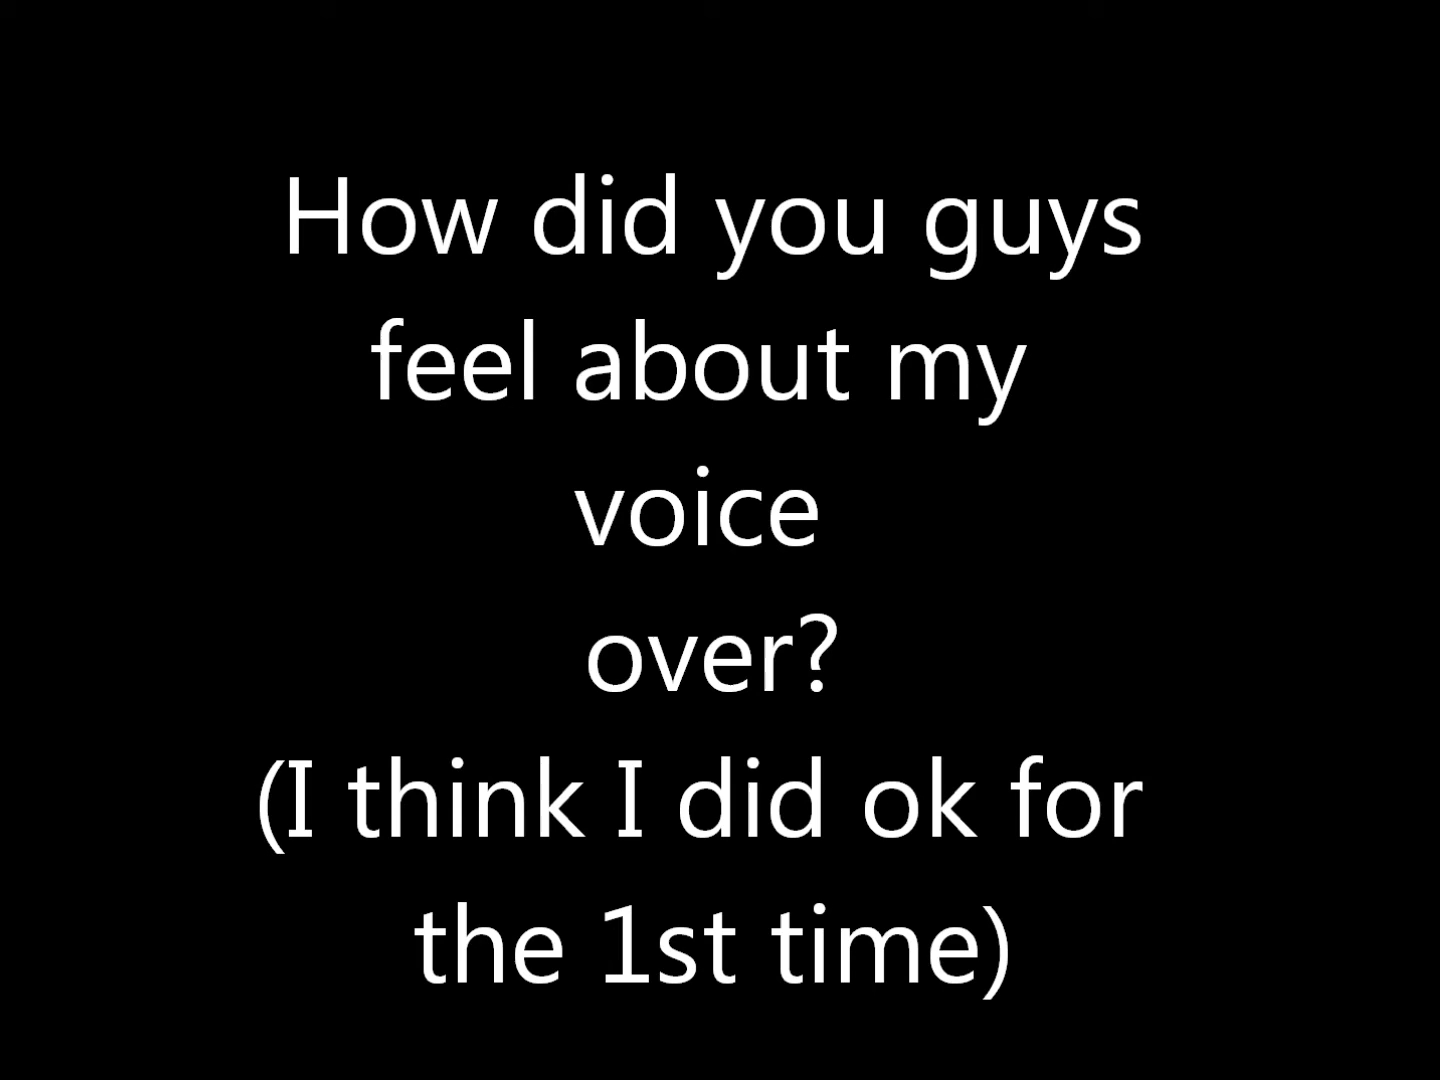 How did you guys
feel about my
voice
over?
(I think I did ok for
the 1st time)